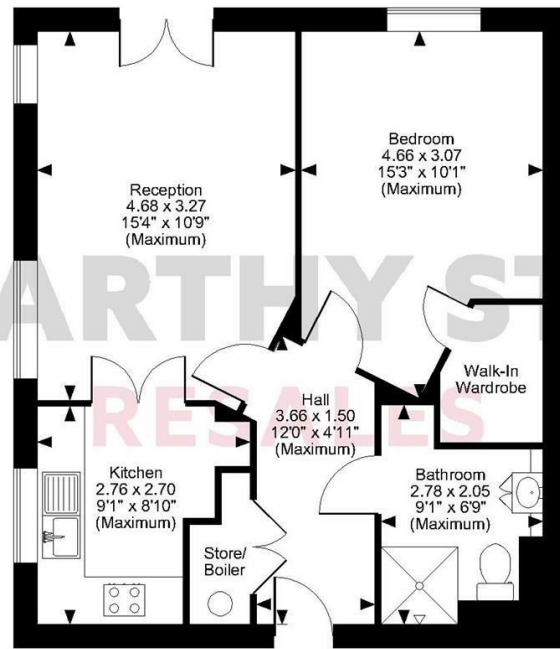 Bedroom
4.66 x 3.07
15'3" x 10'1"
(Maximum)
Reception
4.68 x 3.27
15'4" x 10'9"
(Maximum)
ARTHY ST
RESALES
Walk-In
Wardrobe
Hall
3.66 x 1.50
12'0" x 4'11"
(Maximum)
Kitchen
2.76 x 2.70
9'1" x 8'10"
(Maximum)
Bathroom
2.78 x 2.05
9'1" x 6'9"
(Maximum)
Store/
Boiler